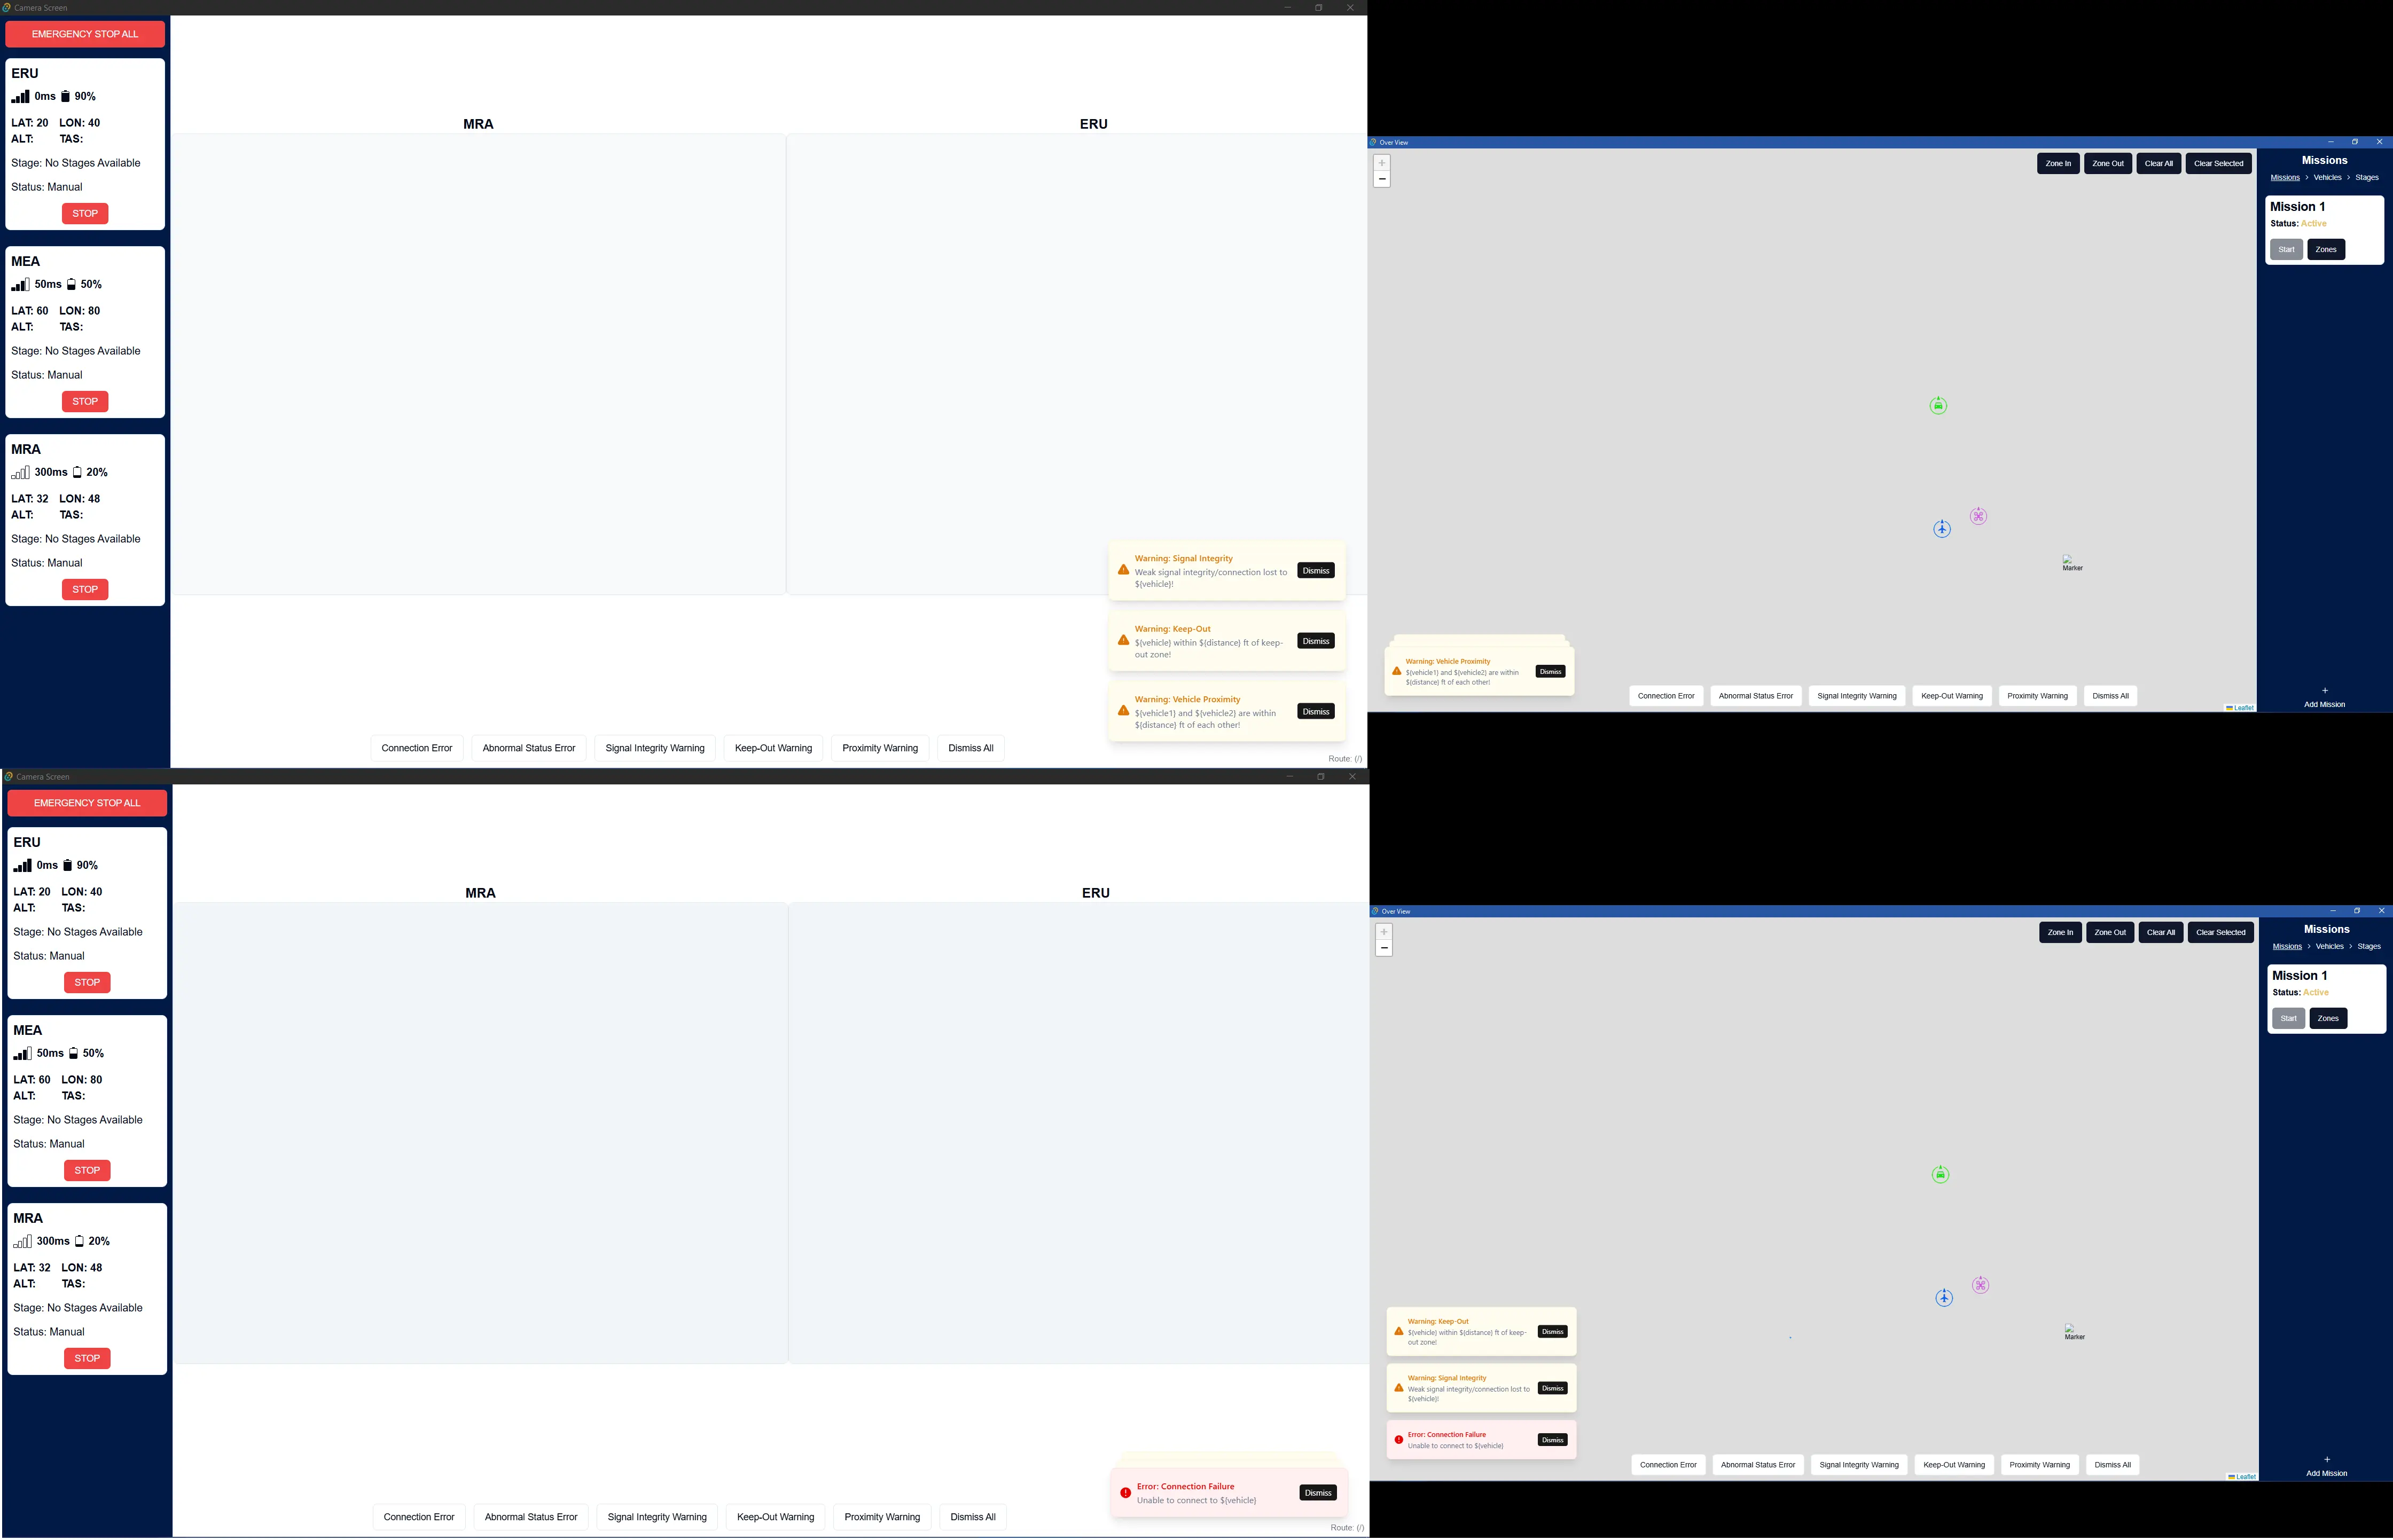 Camera Screen
EMERGENCY STOP ALL
ERU
0ms 90%
LAT: 20 LON: 40
ALT: TAS:
Stage: No Stages Available
Status: Manual
STOP
MEA
50ms 50%
LAT: 60 LON: 80
ALT: TAS:
Stage: No Stages Available
Status: Manual
STOP
MRA
300ms 20%
LAT: 32 LON: 48
ALT: TAS:
Stage: No Stages Available
Status: Manual
STOP
MRA
ERU
Warning: Signal Integrity
Weak signal integrity/connection lost to
${vehicle}!
Dismiss
Warning: Keep-Out
${vehicle} within ${distance} ft of keep-
out zone!
Dismiss
Warning: Vehicle Proximity
${vehicle1} and ${vehicle2} are within
${distance} ft of each other!
Dismiss
Connection Error Abnormal Status Error Signal Integrity Warning Keep-Out Warning Proximity Warning Dismiss All
Route: (/)
Over View
+
−
Zone In Zone Out Clear All Clear Selected
Missions
Missions > Vehicles > Stages
Mission 1
Status: Active
Start Zones
Marker
Warning: Vehicle Proximity
${vehicle1} and ${vehicle2} are within
${distance} ft of each other!
Dismiss
Connection Error Abnormal Status Error Signal Integrity Warning Keep-Out Warning Proximity Warning Dismiss All
Leaflet
+
Add Mission
Camera Screen
EMERGENCY STOP ALL
ERU
0ms 90%
LAT: 20 LON: 40
ALT: TAS:
Stage: No Stages Available
Status: Manual
STOP
MEA
50ms 50%
LAT: 60 LON: 80
ALT: TAS:
Stage: No Stages Available
Status: Manual
STOP
MRA
300ms 20%
LAT: 32 LON: 48
ALT: TAS:
Stage: No Stages Available
Status: Manual
STOP
MRA
ERU
Error: Connection Failure
Unable to connect to ${vehicle}
Dismiss
Connection Error Abnormal Status Error Signal Integrity Warning Keep-Out Warning Proximity Warning Dismiss All
Route: (/)
Over View
+
−
Zone In Zone Out Clear All Clear Selected
Missions
Missions > Vehicles > Stages
Mission 1
Status: Active
Start Zones
Marker
Warning: Keep-Out
${vehicle} within ${distance} ft of keep-
out zone!
Dismiss
Warning: Signal Integrity
Weak signal integrity/connection lost to
${vehicle}!
Dismiss
Error: Connection Failure
Unable to connect to ${vehicle}
Dismiss
Connection Error Abnormal Status Error Signal Integrity Warning Keep-Out Warning Proximity Warning Dismiss All
Leaflet
+
Add Mission